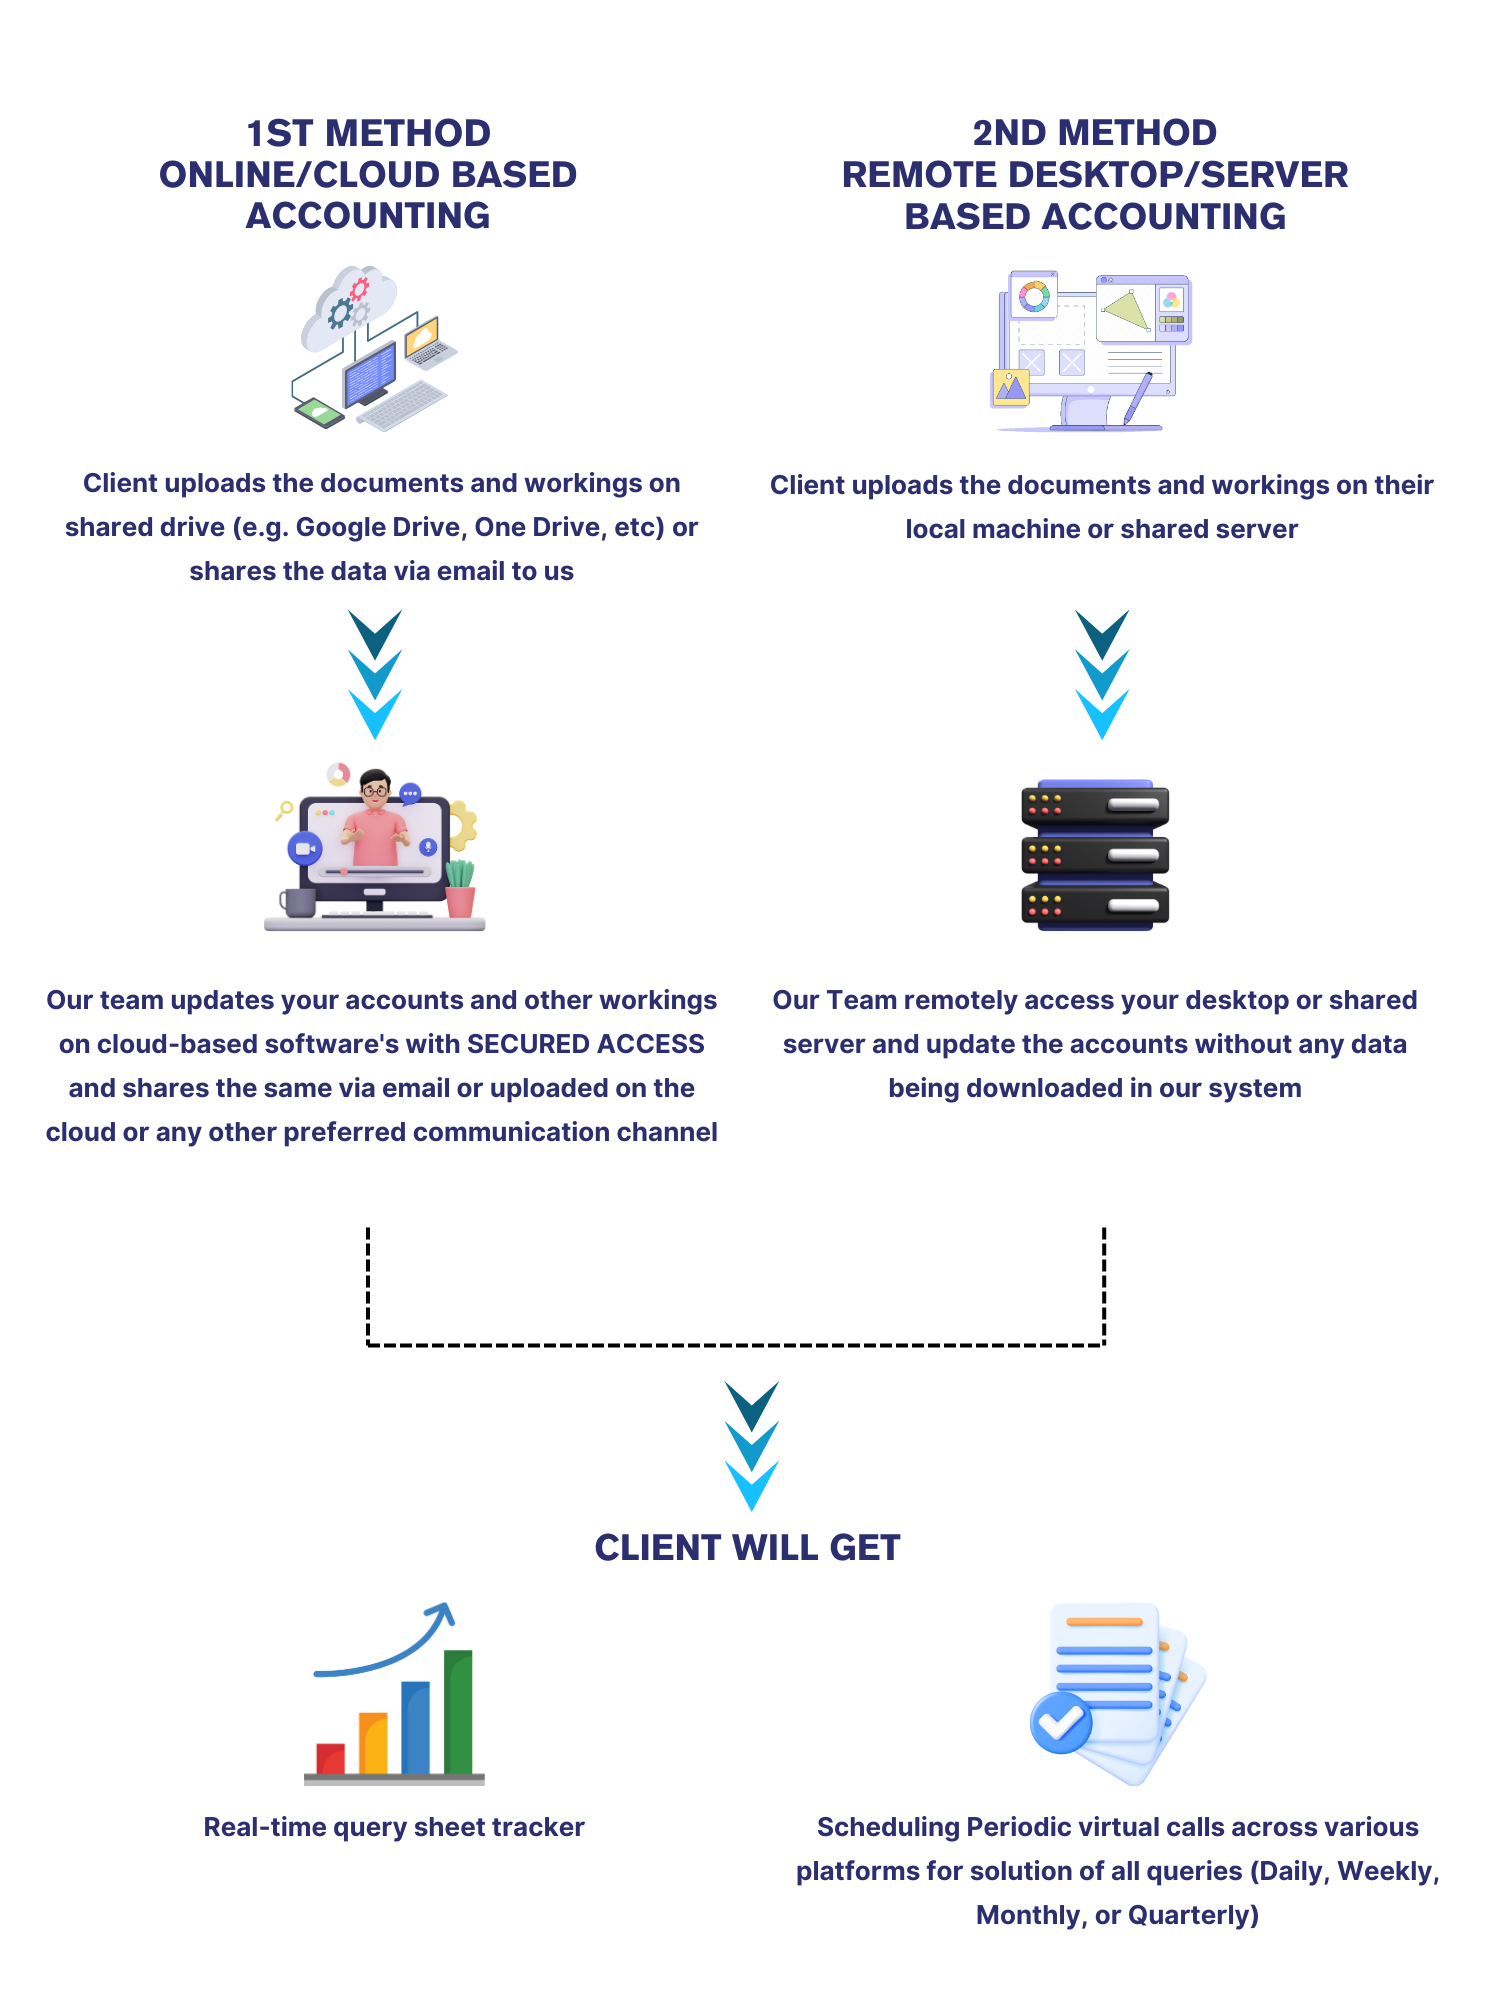 1ST METHOD
ONLINE/CLOUD BASED
ACCOUNTING
Client uploads the documents and workings on
shared drive (e.g. Google Drive, One Drive, etc) or
shares the data via email to us
Our team updates your accounts and other workings
on cloud-based software's with SECURED ACCESS
and shares the same via email or uploaded on the
cloud or any other preferred communication channel
2ND METHOD
REMOTE DESKTOP/SERVER
BASED ACCOUNTING
Client uploads the documents and workings on their
local machine or shared server
Our Team remotely access your desktop or shared
server and update the accounts without any data
being downloaded in our system
CLIENT WILL GET
Real-time query sheet tracker
Scheduling Periodic virtual calls across various
platforms for solution of all queries (Daily, Weekly,
Monthly, or Quarterly)